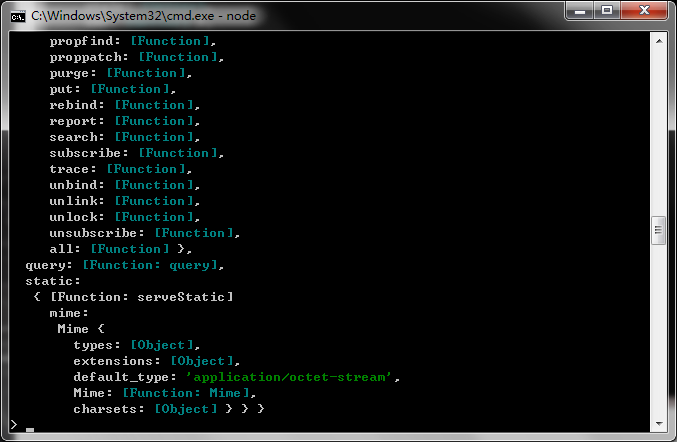 C:\Windows\System32\cmd.exe - node
propfind: [Function],
proppatch: [Function],
purge: [Function],
put: [Function],
rebind: [Function],
report: [Function],
search: [Function],
subscribe: [Function],
trace: [Function],
unbind: [Function],
unlink: [Function],
unlock: [Function],
unsubscribe: [Function],
all: [Function] },
query: [Function: query],
static:
{ [Function: serveStatic]
mime:
Mime {
types: [Object],
extensions: [Object],
default_type: 'application/octet-stream',
Mime: [Function: Mime],
charsets: [Object] } } }
> _